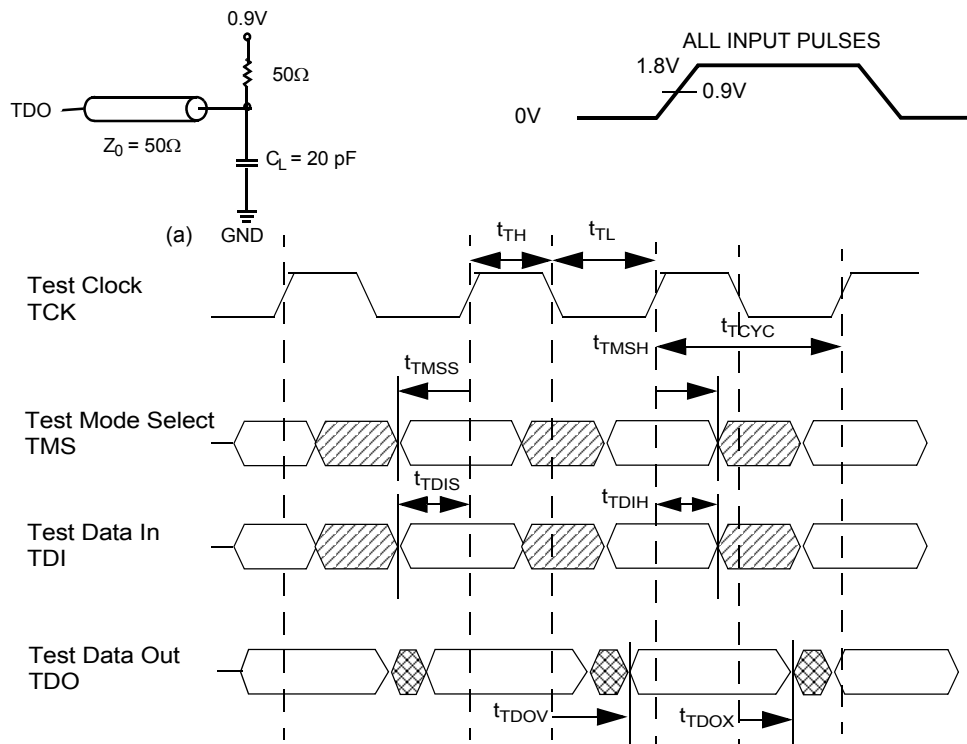 0.9V
50Ω
TDO
Z0 = 50Ω
CL = 20 pF
(a) GND
ALL INPUT PULSES
1.8V
0.9V
0V
tTH
tTL
Test Clock
TCK
tTMSH
tTCYC
tTMSS
Test Mode Select
TMS
tTDIS
tTDIH
Test Data In
TDI
Test Data Out
TDO
tTDOV
tTDOX